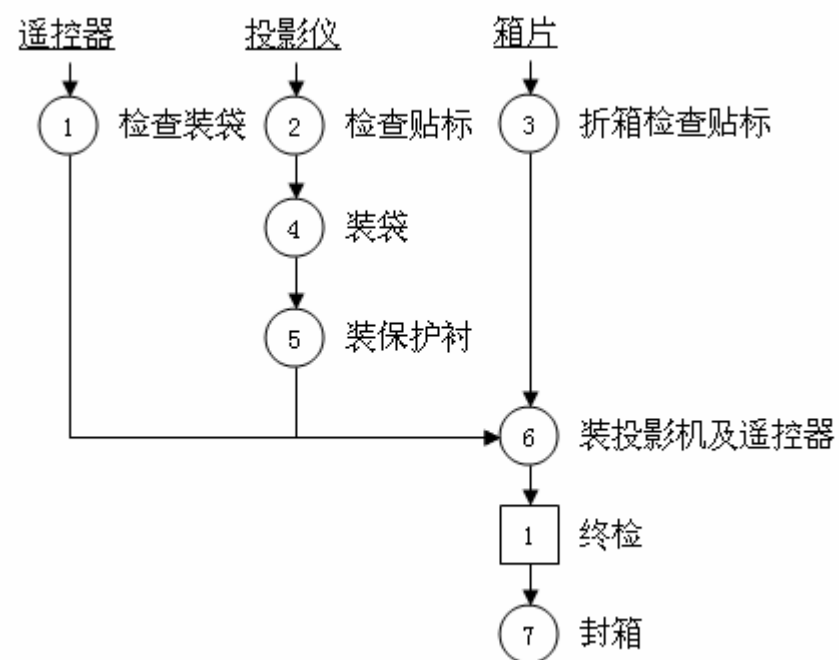 遥控器 投影仪 箱片
1 检查装袋 2 检查贴标 3 折箱检查贴标
4 装袋
5 装保护衬
6 装投影机及遥控器
1 终检
7 封箱